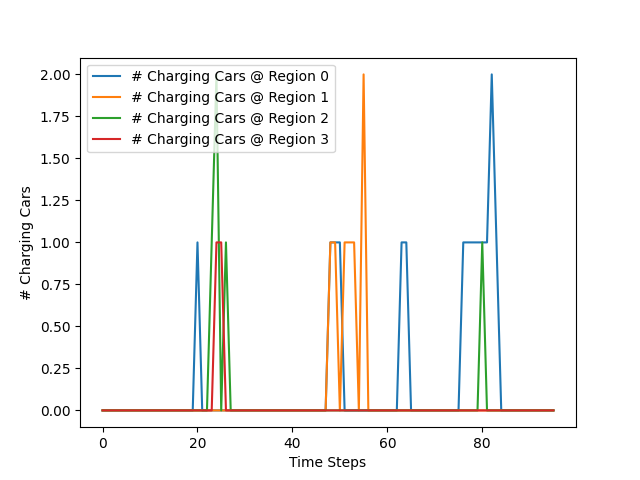 # Charging Cars @ Region 0
# Charging Cars @ Region 1
# Charging Cars @ Region 2
# Charging Cars @ Region 3
2.00
1.75
1.50
1.25
1.00
0.75
0.50
0.25
0.00
# Charging Cars
0 20 40 60 80
Time Steps